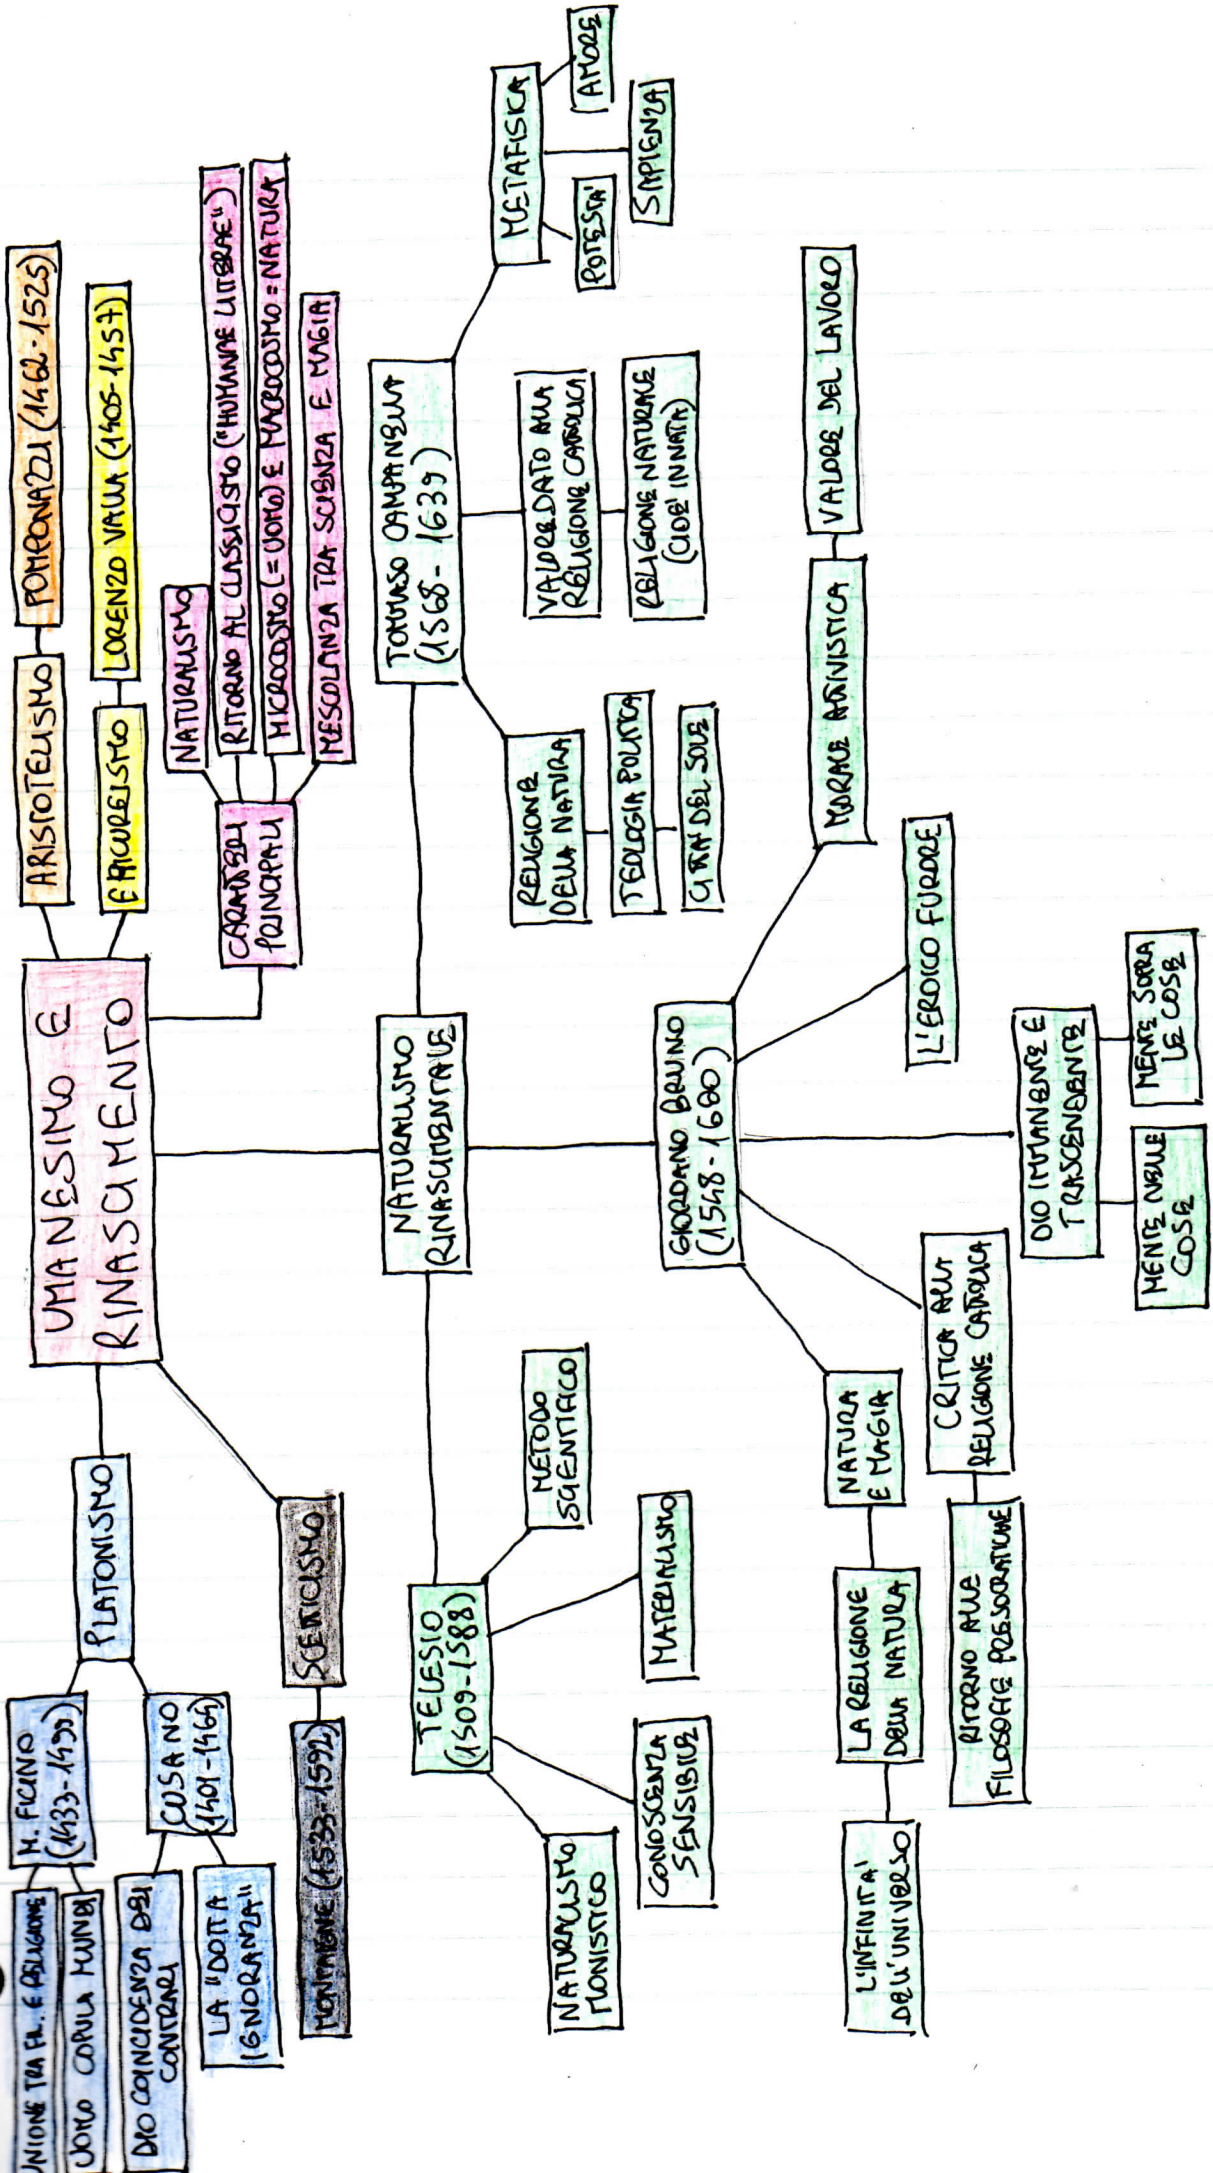 UMANESIMO E
RINASCIMENTO
PLATONISMO
M. FICINO
(1433-1499)
UNIONE TRA FIL. E RELIGIONE
UOMO COPULA MUNDI
CUSANO
(1401-1464)
DIO COINCIDENZA DEI
CONTRARI
LA "DOTTA
IGNORANZA"
SCETTICISMO
MONTAIGNE (1533-1592)
ARISTOTELISMO
POMPONAZZI (1462-1525)
EPICUREISMO
LORENZO VALLA (1405-1457)
CARATTERI
PRINCIPALI
NATURALISMO
RITORNO AL CLASSICISMO ("HUMANAE LITTERAE")
MICROCOSMO (=UOMO) E MACROCOSMO = NATURA
MESCOLANZA TRA SCIENZA E MAGIA
NATURALISMO
RINASCIMENTALE
TELESIO
(1509-1588)
NATURALISMO
MONISTICO
CONOSCENZA
SENSIBILE
MATERIALISMO
METODO
SCIENTIFICO
TOMMASO CAMPANELLA
(1568-1639)
RELIGIONE
DELLA NATURA
TEOLOGIA POLITICA
CITTA' DEL SOLE
VALORE DATO ALLA
RELIGIONE CATTOLICA
RELIGIONE NATURALE
(CIOE' INNATA)
METAFISICA
POTESTA'
SAPIENZA
AMORE
GIORDANO BRUNO
(1548-1600)
NATURA
E MAGIA
LA RELIGIONE
DELLA NATURA
L'INFINITA'
DELL'UNIVERSO
CRITICA ALLA
RELIGIONE CATTOLICA
RITORNO ALLE
FILOSOFIE PRESOCRATICHE
DIO IMMANENTE E
TRASCENDENTE
MENTE NELLE
COSE
MENTE SOPRA
LE COSE
L'EROICO FURORE
MORALE ATTIVISTICA
VALORE DEL LAVORO